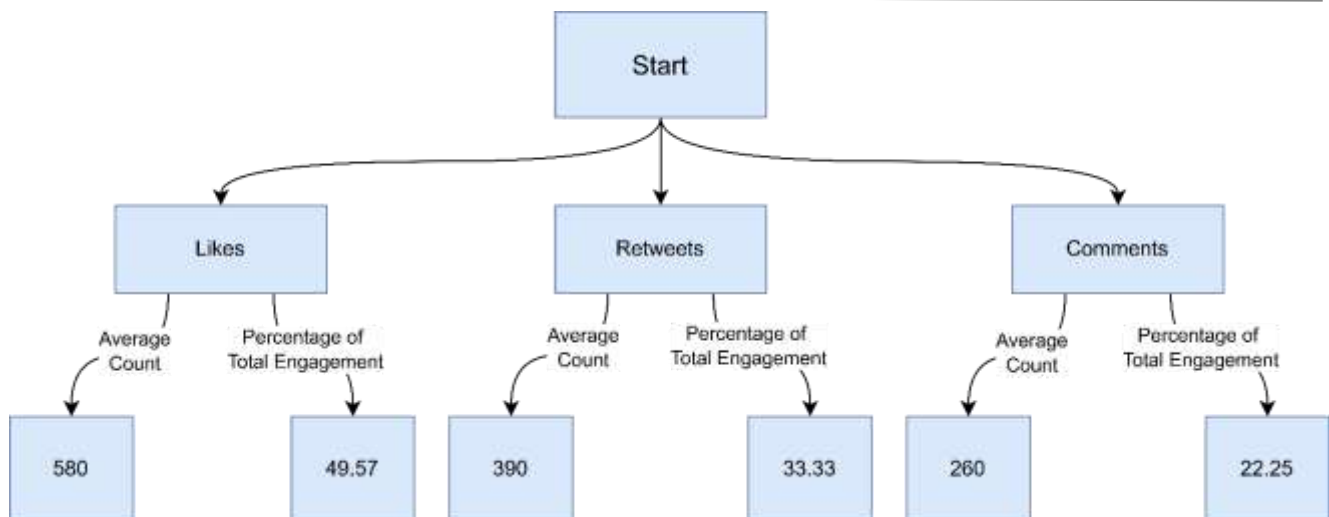 Start
Likes
Retweets
Comments
Average
Count
Percentage of
Total Engagement
Average
Count
Percentage of
Total Engagement
Average
Count
Percentage of
Total Engagement
580
49.57
390
33.33
260
22.25